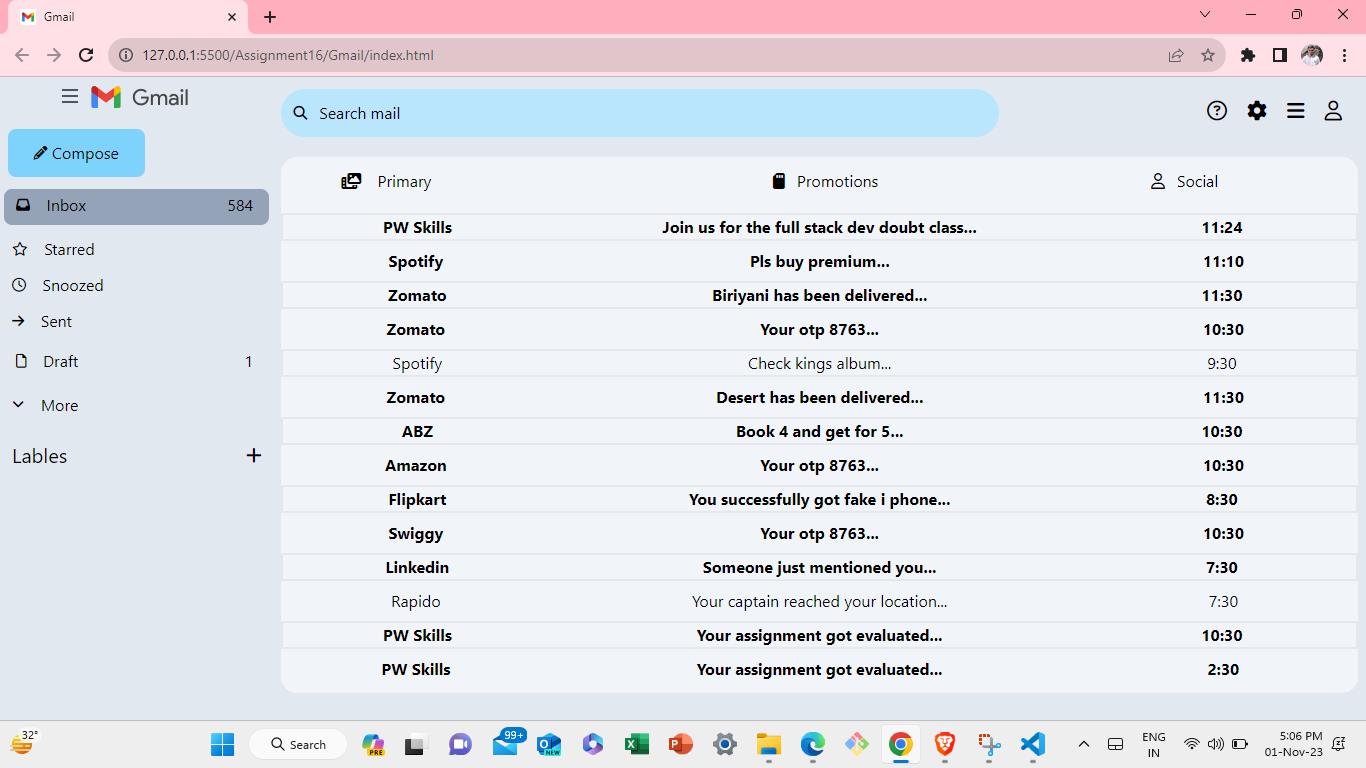 Gmail
127.0.0.1:5500/Assignment16/Gmail/index.html
Gmail
Search mail
Compose
Inbox 584
Starred
Snoozed
Sent
Draft 1
More
Lables +
Primary Promotions Social
PW Skills Join us for the full stack dev doubt class... 11:24
Spotify Pls buy premium... 11:10
Zomato Biriyani has been delivered... 11:30
Zomato Your otp 8763... 10:30
Spotify Check kings album... 9:30
Zomato Desert has been delivered... 11:30
ABZ Book 4 and get for 5... 10:30
Amazon Your otp 8763... 10:30
Flipkart You successfully got fake i phone... 8:30
Swiggy Your otp 8763... 10:30
Linkedin Someone just mentioned you... 7:30
Rapido Your captain reached your location... 7:30
PW Skills Your assignment got evaluated... 10:30
PW Skills Your assignment got evaluated... 2:30
32°
Search
PRE
99+
NEW
ENG
IN
5:06 PM
01-Nov-23